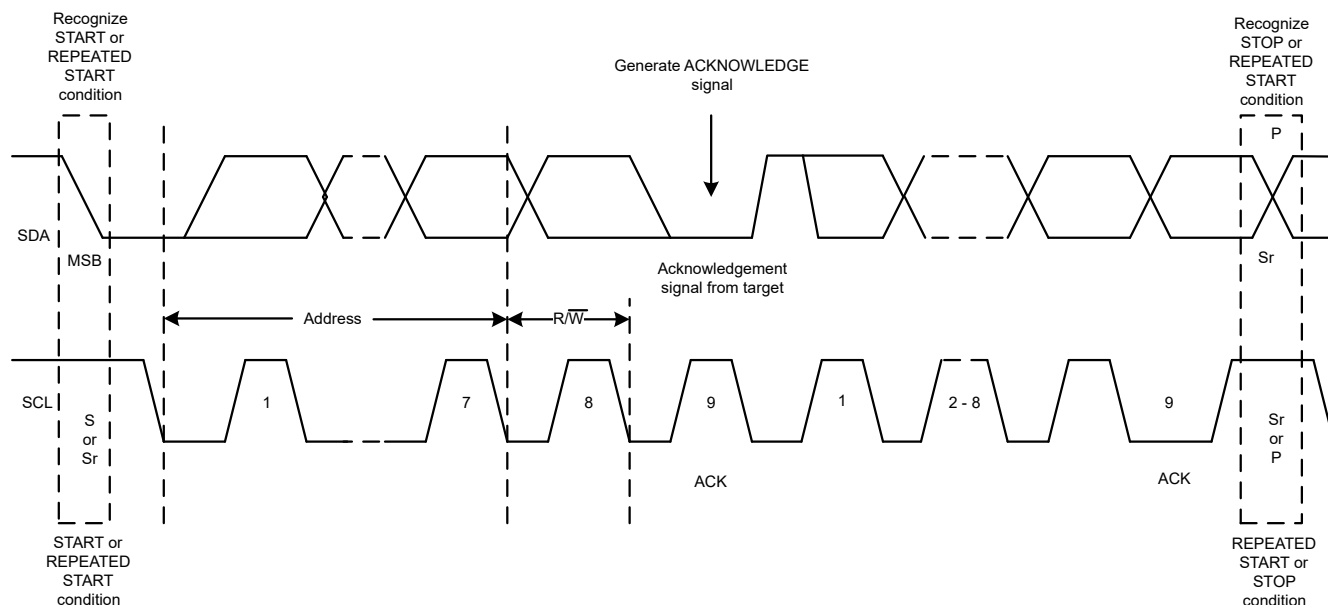 Recognize
START or
REPEATED
START
condition
Recognize
STOP or
REPEATED
START
condition
Generate ACKNOWLEDGE
signal
P
SDA
MSB
Sr
Acknowledgement
signal from target
Address
R/W̅
SCL
1
7
8
9
1
2 - 8
9
S
or
Sr
Sr
or
P
ACK
ACK
START or
REPEATED
START
condition
REPEATED
START or
STOP
condition